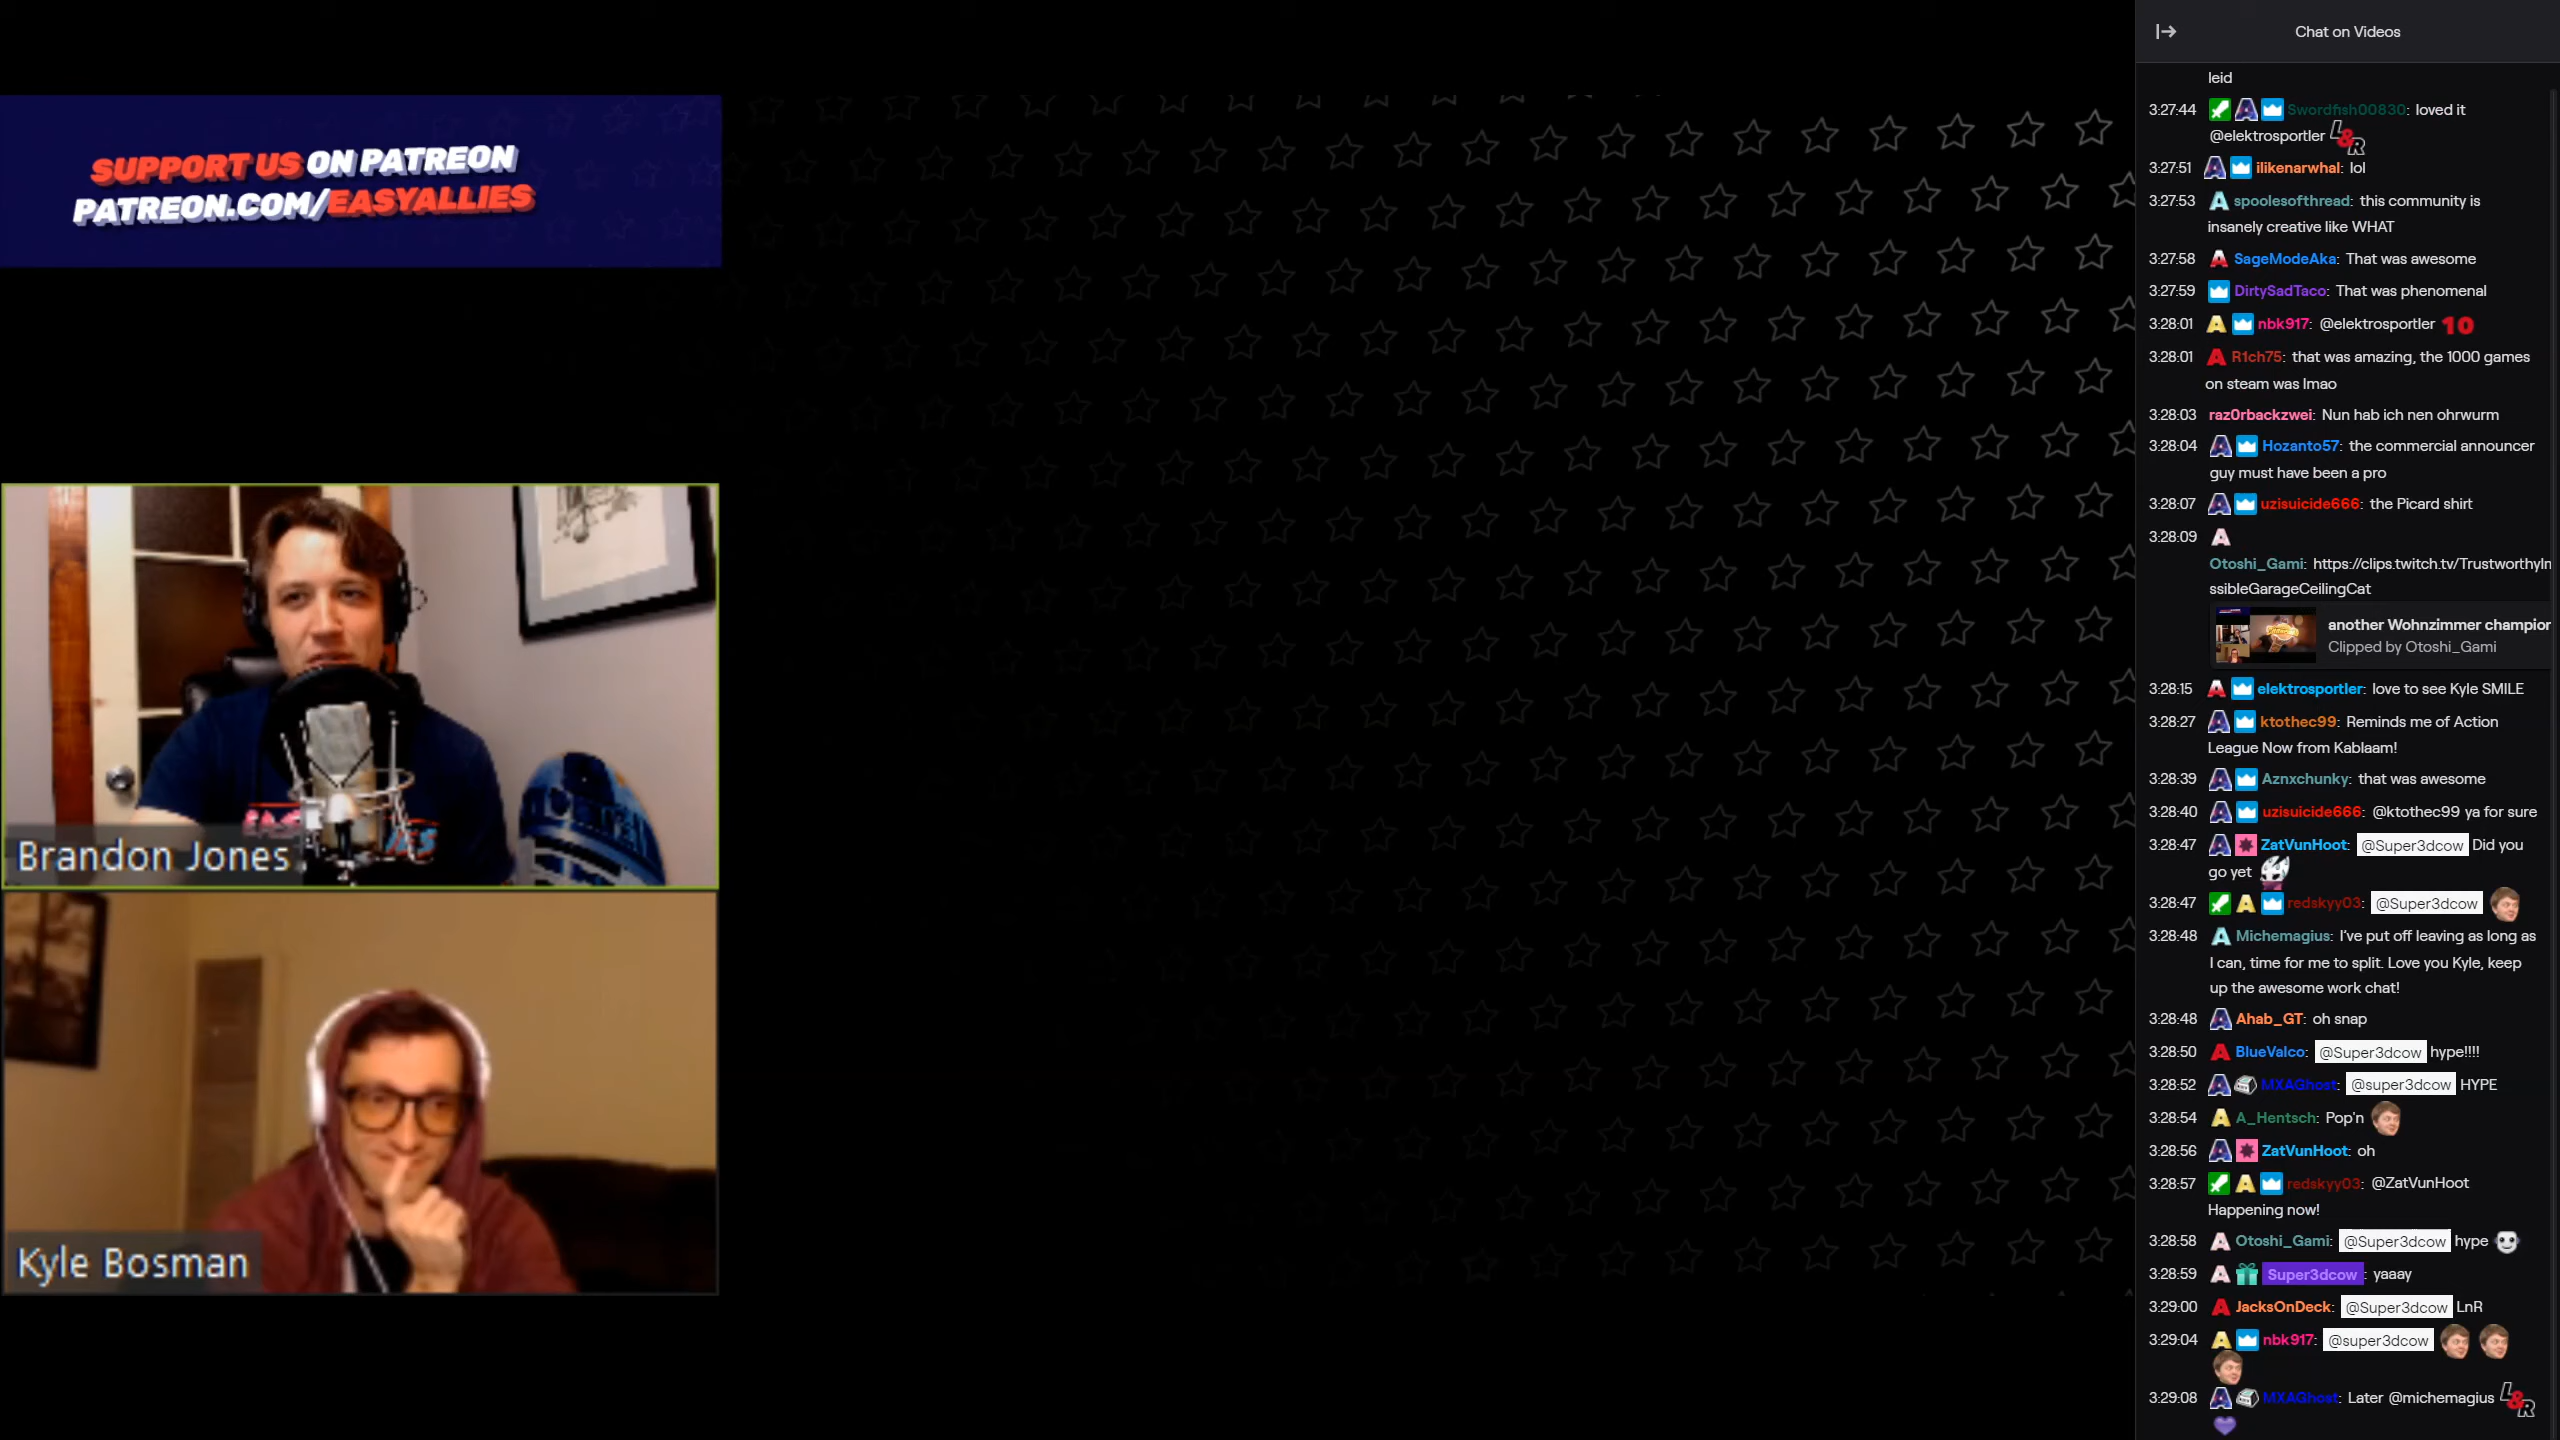 SUPPORT US ON PATREON
PATREON.COM/EASYALLIES
Brandon Jones
Kyle Bosman
Chat on Videos
leid
3:27:44 Swordfish00830: loved it
@elektrosportler L&R
3:27:51 ilikenarwhal: lol
3:27:53 spoolesofthread: this community is
insanely creative like WHAT
3:27:58 SageModeAka: That was awesome
3:27:59 DirtySadTaco: That was phenomenal
3:28:01 nbk917: @elektrosportler 10
3:28:01 R1ch75: that was amazing, the 1000 games
on steam was lmao
3:28:03 raz0rbackzwei: Nun hab ich nen ohrwurm
3:28:04 Hozanto57: the commercial announcer
guy must have been a pro
3:28:07 uzisuicide666: the Picard shirt
3:28:09
Otoshi_Gami: https://clips.twitch.tv/TrustworthyIn
ssibleGarageCeilingCat
another Wohnzimmer champion
Clipped by Otoshi_Gami
3:28:15 elektrosportler: love to see Kyle SMILE
3:28:27 ktothec99: Reminds me of Action
League Now from Kablaam!
3:28:39 Aznxchunky: that was awesome
3:28:40 uzisuicide666: @ktothec99 ya for sure
3:28:47 ZatVunHoot: @Super3dcow Did you
go yet
3:28:47 redskyy03: @Super3dcow
3:28:48 Michemagius: I've put off leaving as long as
I can, time for me to split. Love you Kyle, keep
up the awesome work chat!
3:28:48 Ahab_GT: oh snap
3:28:50 BlueValco: @Super3dcow hype!!!!
3:28:52 MXAGhost: @super3dcow HYPE
3:28:54 A_Hentsch: Pop'n
3:28:56 ZatVunHoot: oh
3:28:57 redskyy03: @ZatVunHoot
Happening now!
3:28:58 Otoshi_Gami: @Super3dcow hype
3:28:59 Super3dcow: yaaay
3:29:00 JacksOnDeck: @Super3dcow LnR
3:29:04 nbk917: @super3dcow
3:29:08 MXAGhost: Later @michemagius L&R